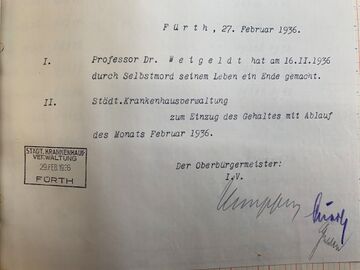 Fürth, 27. Februar 1936.
I. Professor Dr. Weigeldt hat am 16.II.1936
durch Selbstmord seinem Leben ein Ende gemacht.
II. Städt.Krankenhausverwaltung
zum Einzug des Gehaltes mit Ablauf
des Monats Februar 1936.
STÄDT. KRANKENHAUS-
VERWALTUNG
29.FEB.1936
FÜRTH
Der Oberbürgermeister:
I.V.